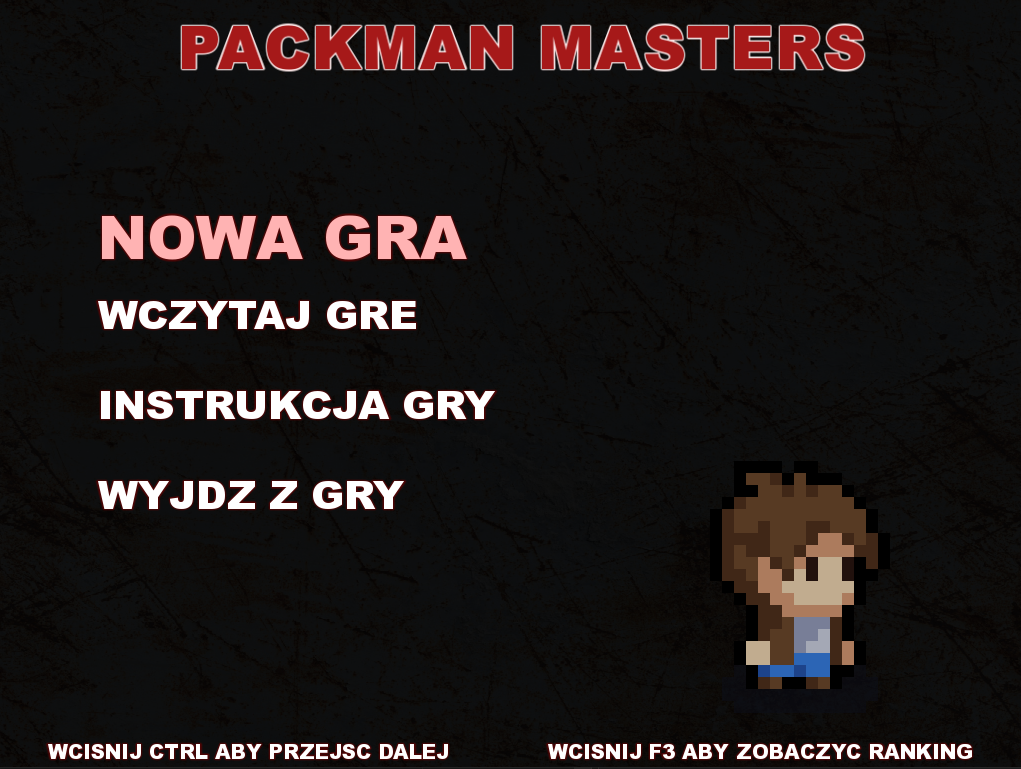 PACKMAN MASTERS
NOWA GRA
WCZYTAJ GRE
INSTRUKCJA GRY
WYJDZ Z GRY
WCISNIJ CTRL ABY PRZEJSC DALEJ
WCISNIJ F3 ABY ZOBACZYC RANKING